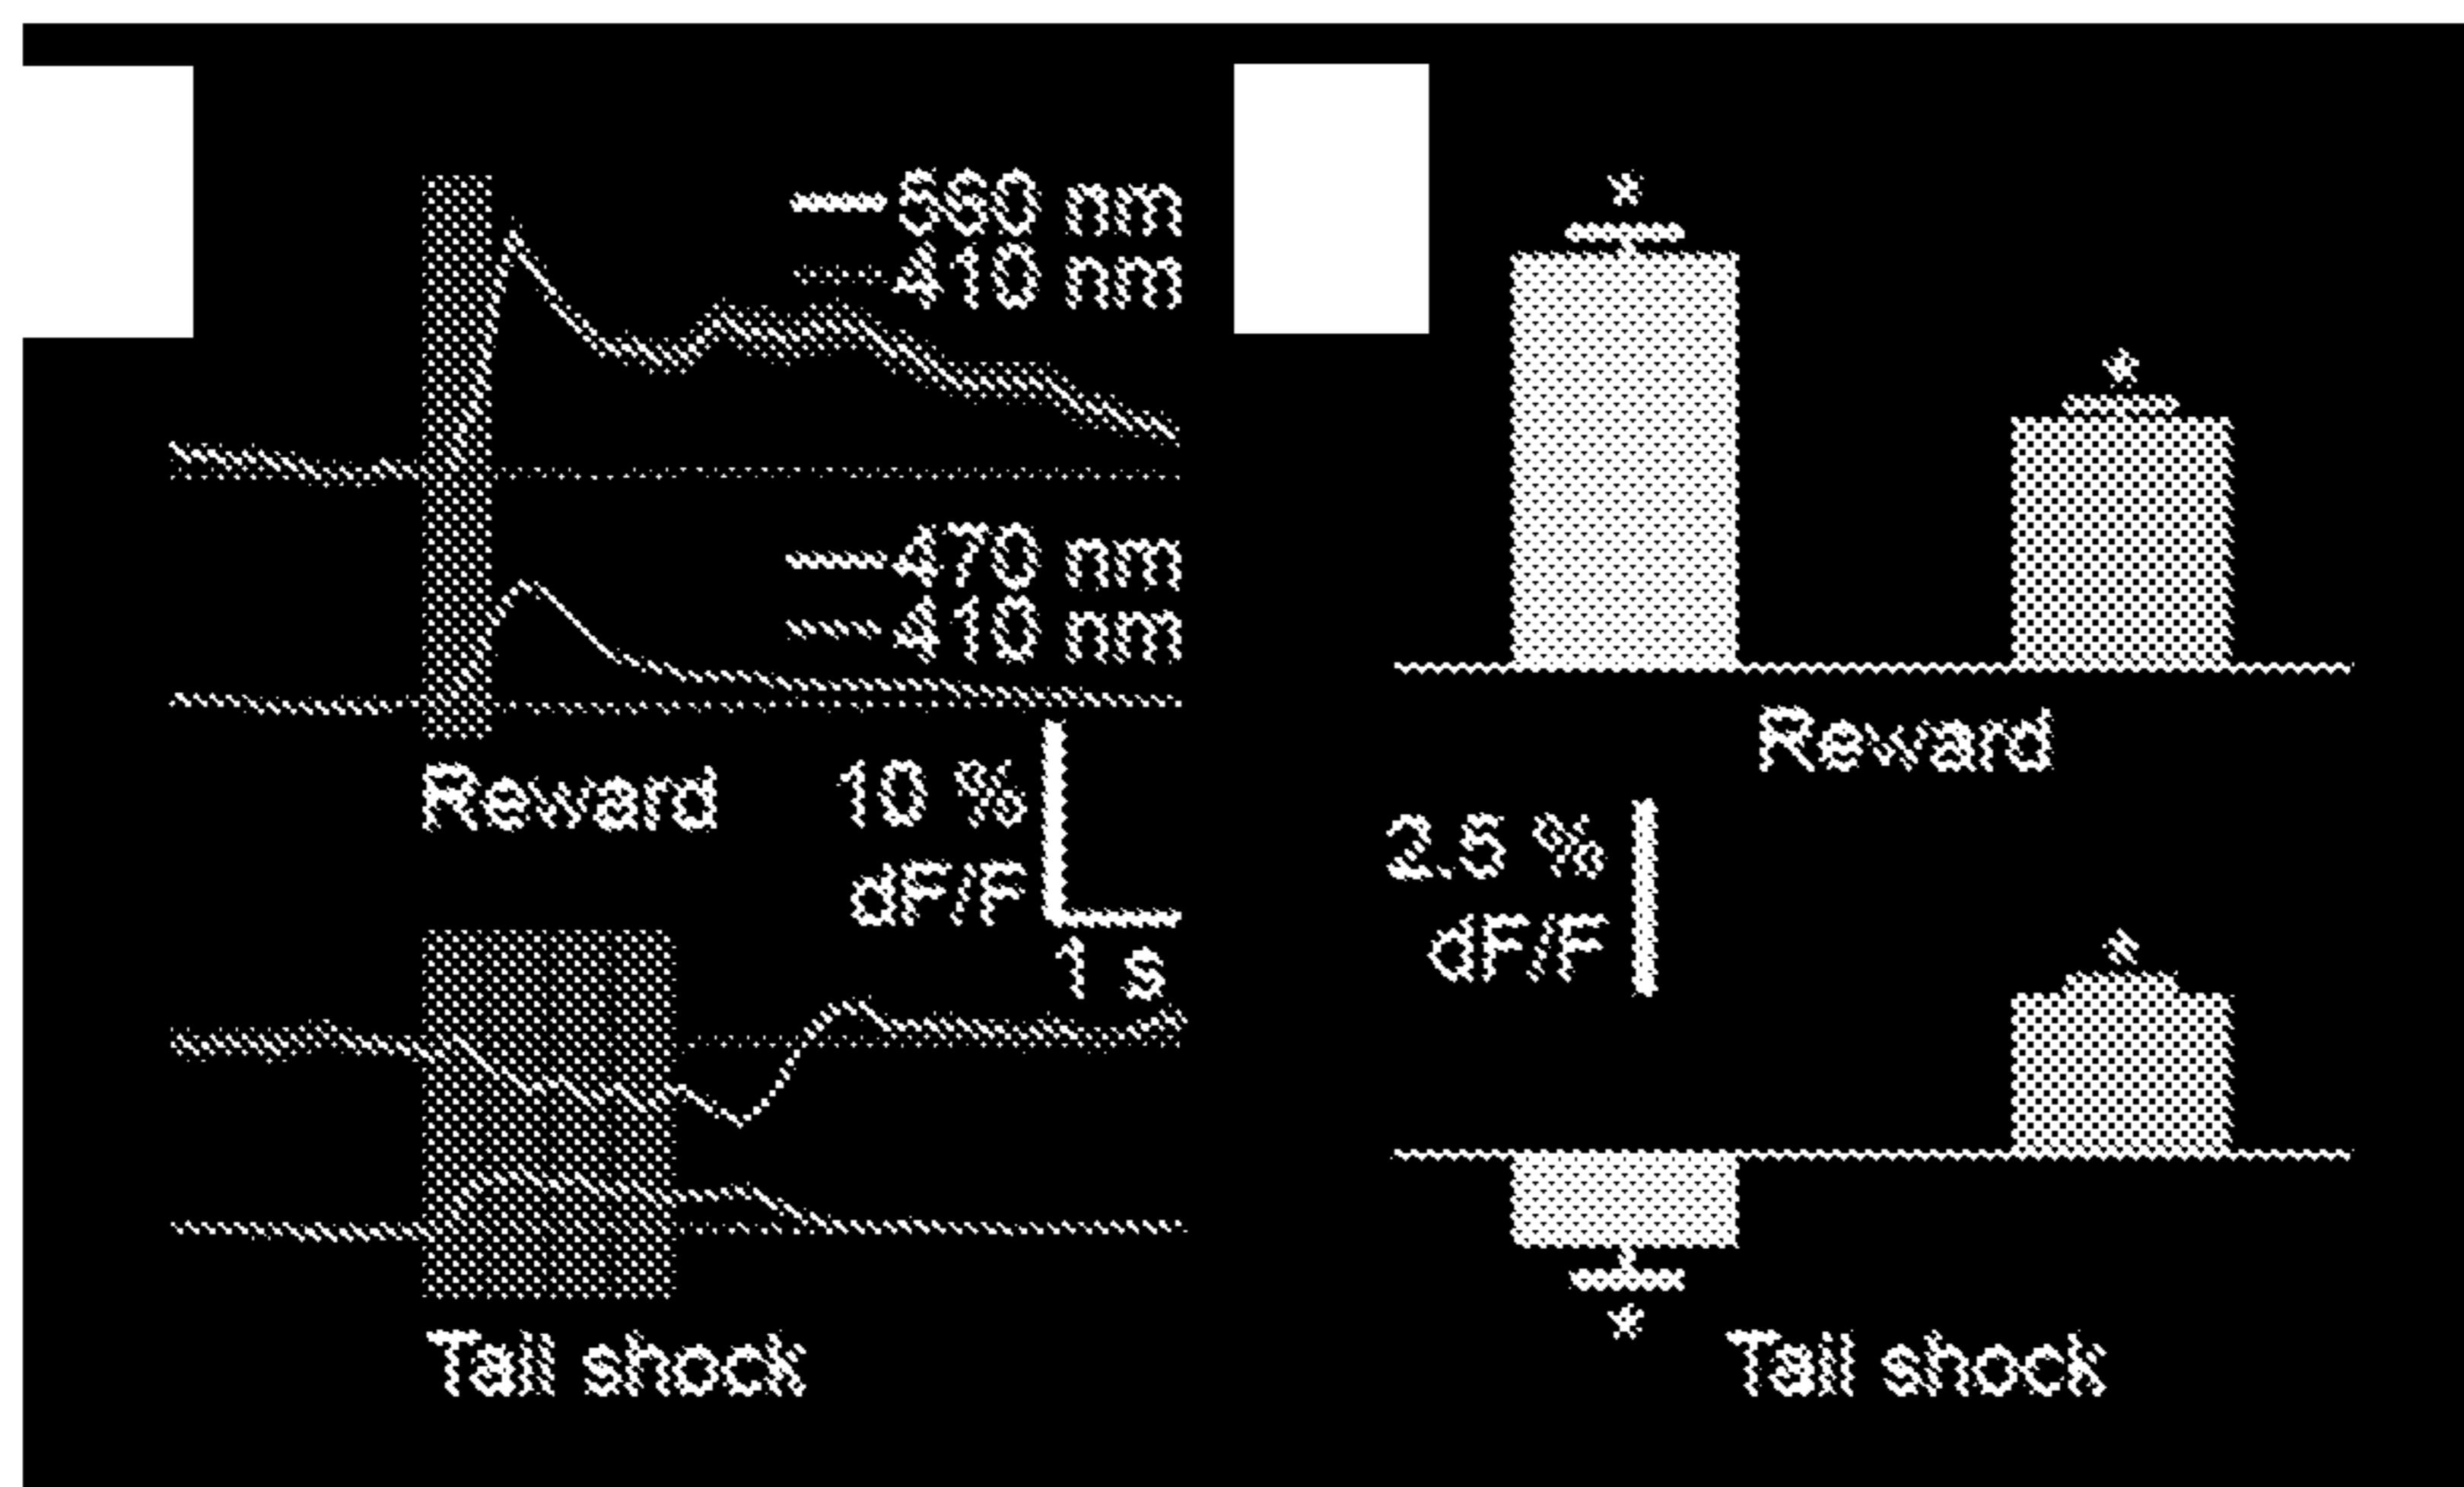 560 nm
410 nm
470 nm
410 nm
Reward
10 %
dF/F
1 s
Tail shock
*
*
Reward
2.5 %
dF/F
*
*
Tail shock